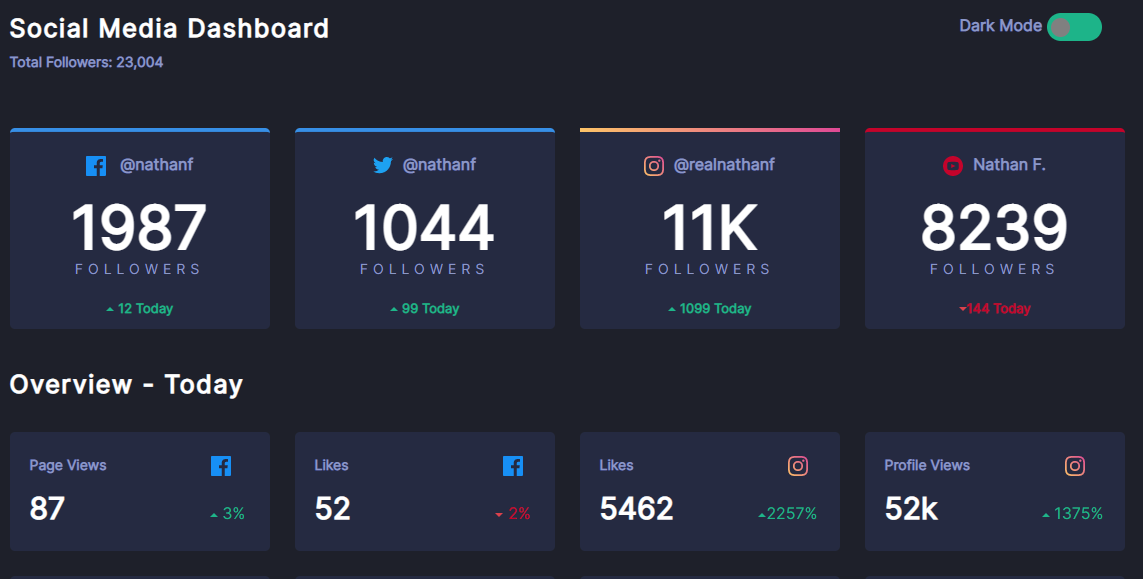 Social Media Dashboard
Dark Mode
Total Followers: 23,004
@nathanf
1987
FOLLOWERS
12 Today
@nathanf
1044
FOLLOWERS
99 Today
@realnathanf
11K
FOLLOWERS
1099 Today
Nathan F.
8239
FOLLOWERS
144 Today
Overview - Today
Page Views
87
3%
Likes
52
2%
Likes
5462
2257%
Profile Views
52k
1375%